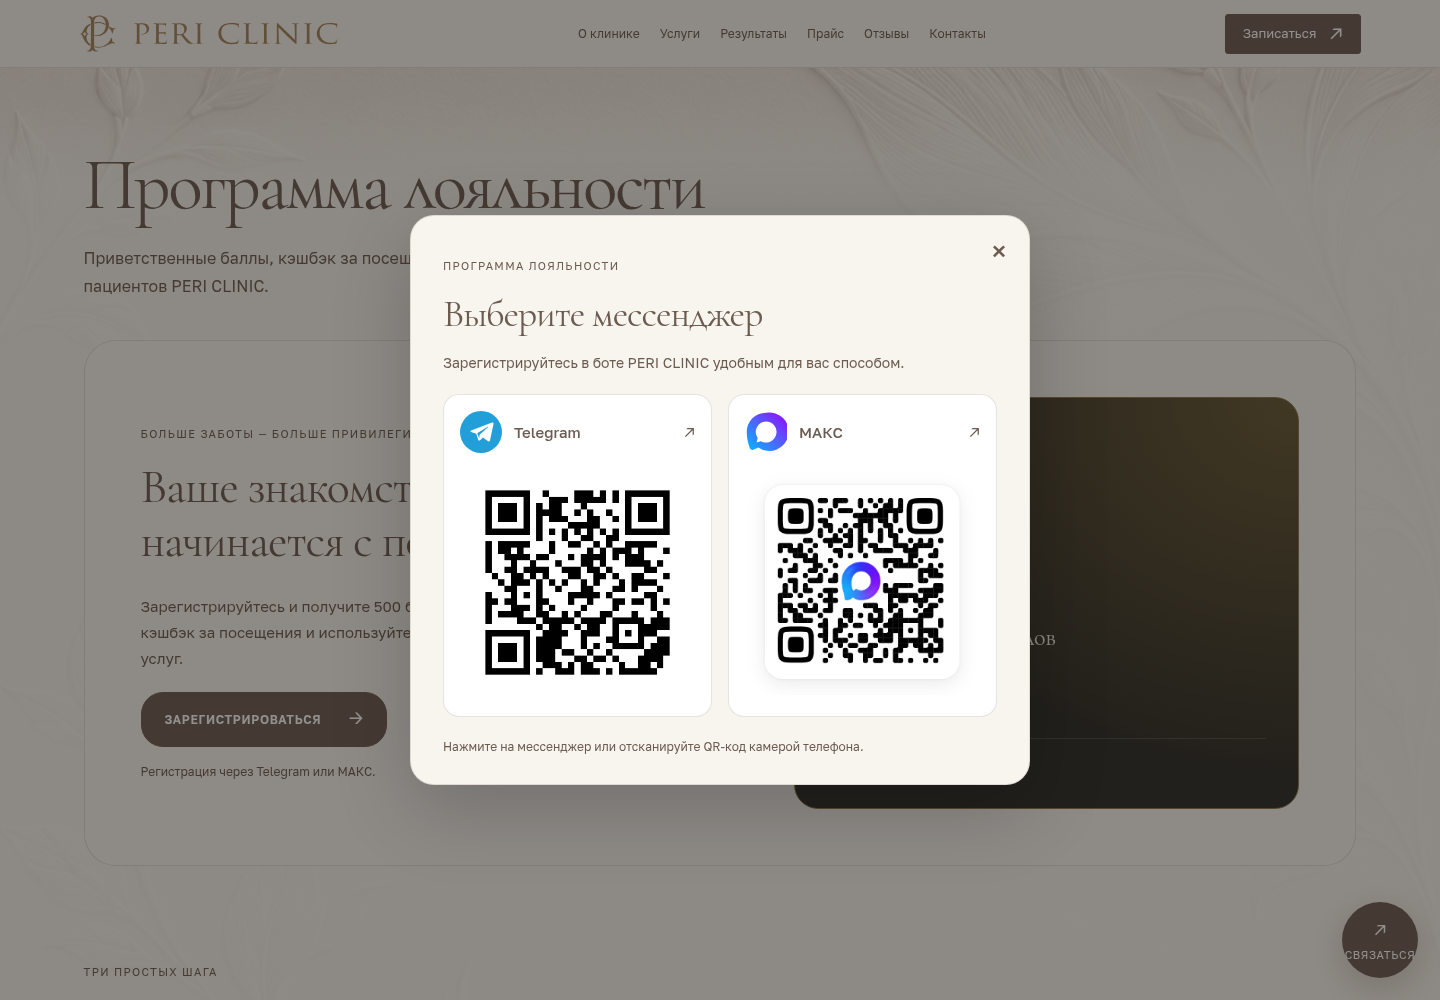 PERI CLINIC
О клинике Услуги Результаты Прайс Отзывы Контакты
Записаться
Программа лояльности
Приветственные баллы, кэшбэк за
пациентов PERI CLINIC.
ПРОГРАММА ЛОЯЛЬНОСТИ
×
Выберите мессенджер
Зарегистрируйтесь в боте PERI CLINIC удобным для вас способом.
Telegram
МАКС
Нажмите на мессенджер или отсканируйте QR-код камерой телефона.
БОЛЬШЕ ЗАБОТЫ — БОЛЬШЕ
Ваше
начинается с
Зарегистрируйтесь и получите 500
кэшбэк за посещения и используйте
услуг.
ЗАРЕГИСТРИРОВАТЬСЯ
Регистрация через Telegram или МАКС.
СВЯЗАТЬСЯ
ТРИ ПРОСТЫХ ШАГА